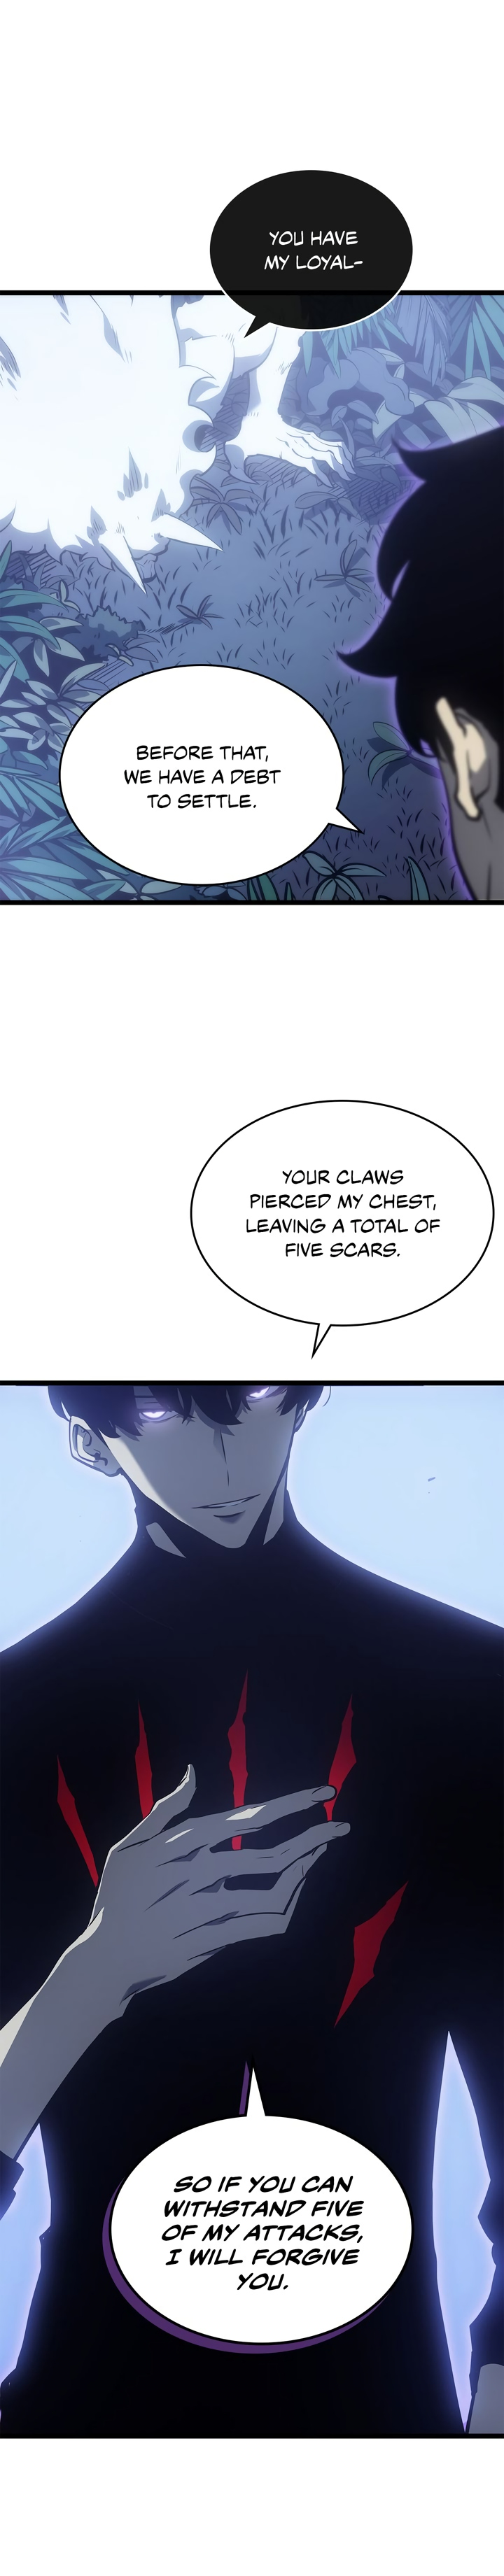 YOU HAVE
MY LOYAL-
BEFORE THAT,
WE HAVE A DEBT
TO SETTLE.
YOUR CLAWS
PIERCED MY CHEST,
LEAVING A TOTAL OF
FIVE SCARS.
SO IF YOU CAN
WITHSTAND FIVE
OF MY ATTACKS,
I WILL FORGIVE
YOU.